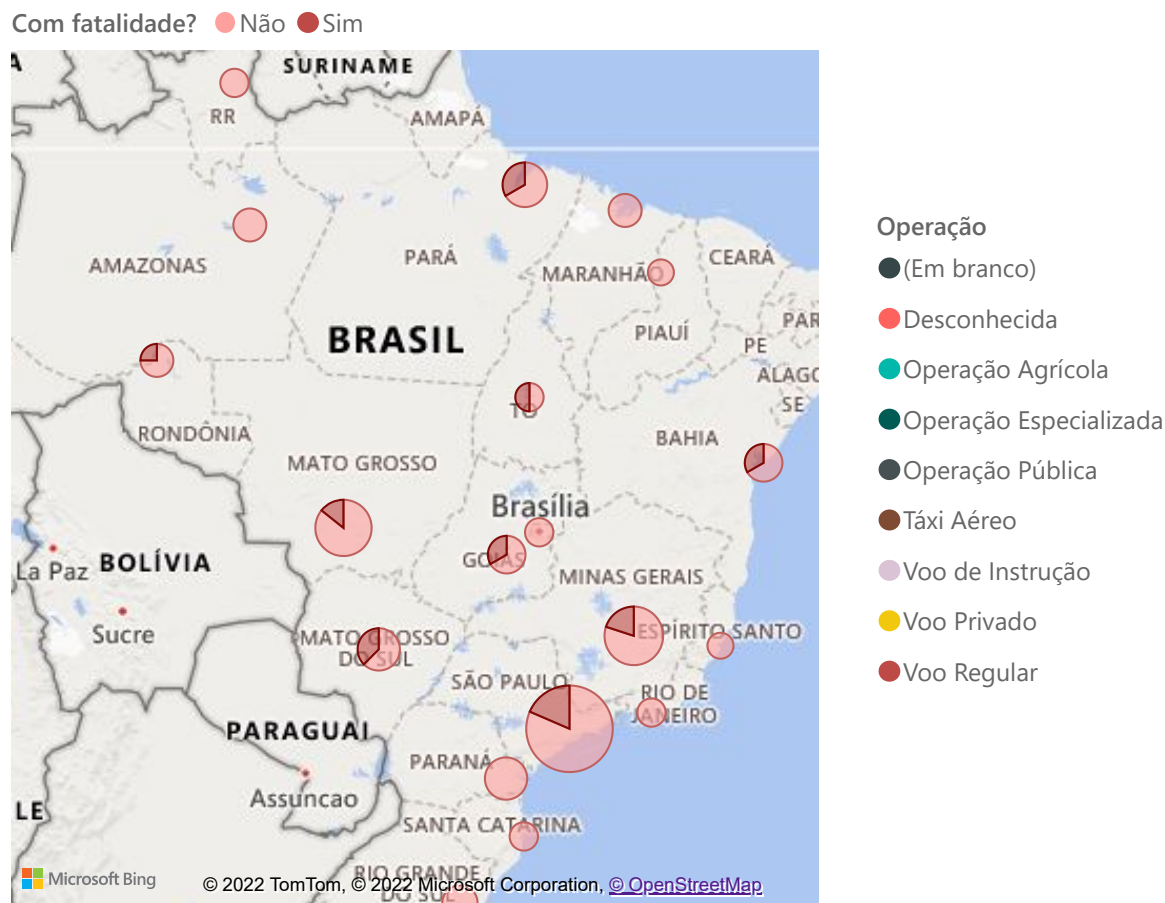 Com fatalidade? Não Sim
SURINAME
RR
AMAPÁ
AMAZONAS
PARÁ
MARANHÃO
CEARÁ
BRASIL
PIAUÍ
PAR
PE
ALAGO
SE
TO
RONDÔNIA
BAHIA
MATO GROSSO
Brasília
GOIÁS
BOLÍVIA
La Paz
MINAS GERAIS
Sucre
MATO GROSSO
DO SUL
ESPÍRITO SANTO
SÃO PAULO
RIO DE
JANEIRO
PARAGUAI
PARANÁ
Assuncao
LE
SANTA CATARINA
RIO GRANDE
DO SUL
Microsoft Bing
© 2022 TomTom, © 2022 Microsoft Corporation, © OpenStreetMap
Operação
(Em branco)
Desconhecida
Operação Agrícola
Operação Especializada
Operação Pública
Táxi Aéreo
Voo de Instrução
Voo Privado
Voo Regular